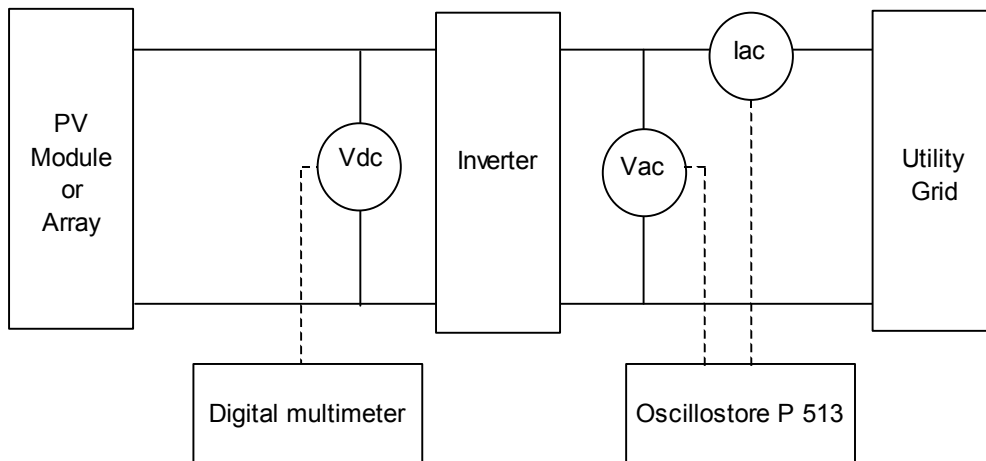 PV
Module
or
Array
Vdc
Inverter
Vac
Iac
Utility
Grid
Digital multimeter
Oscillostore P 513